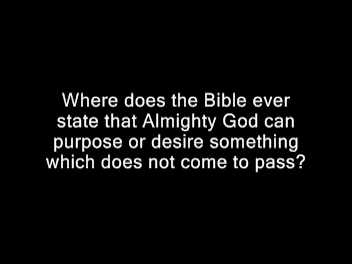 Where does the Bible ever
state that Almighty God can
purpose or desire something
which does not come to pass?